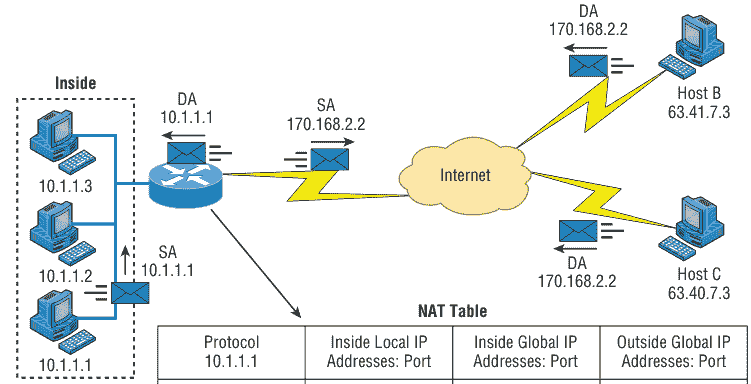 DA
170.168.2.2
Host B
63.41.7.3
Inside
DA
10.1.1.1
SA
170.168.2.2
10.1.1.3
Internet
10.1.1.2
SA
10.1.1.1
DA
170.168.2.2
Host C
63.40.7.3
10.1.1.1
NAT Table
Protocol
10.1.1.1
Inside Local IP
Addresses: Port
Inside Global IP
Addresses: Port
Outside Global IP
Addresses: Port